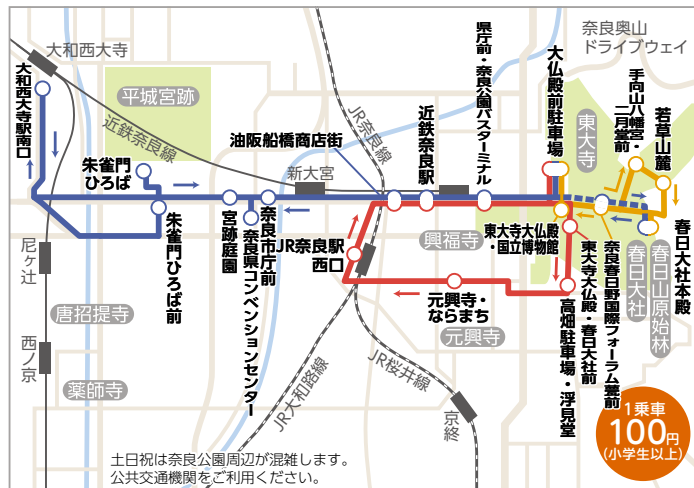 大和西大寺
大和西大寺駅南口
平城宮跡
近鉄奈良線
朱雀門
ひろば
朱雀門ひろば前
宮跡庭園
奈良県コンベンションセンター
奈良市庁前
新大宮
油阪船橋商店街
JR奈良線
近鉄奈良駅
県庁前・奈良公園バスターミナル
大仏殿前駐車場
奈良奥山
ドライブウェイ
東大寺
手向山八幡宮・
二月堂前
若草山麓
春日大社本殿
春日大社
春日山原始林
興福寺
東大寺大仏殿
・国立博物館
JR奈良駅
西口
元興寺・
ならまち
元興寺
高畑駐車場・浮見堂
東大寺大仏殿・春日大社前
奈良春日野国際フォーラム甍前
尼ヶ辻
唐招提寺
西ノ京
薬師寺
JR大和路線
JR桜井線
京終
1乗車
100円
(小学生以上)
土日祝は奈良公園周辺が混雑します。
公共交通機関をご利用ください。